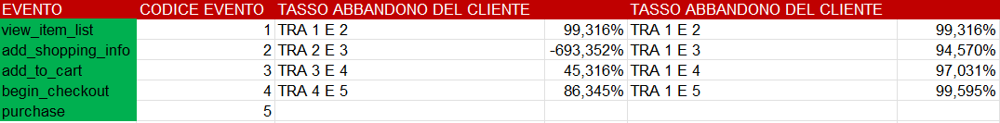 EVENTO CODICE EVENTO TASSO ABBANDONO DEL CLIENTE TASSO ABBANDONO DEL CLIENTE
view_item_list 1 TRA 1 E 2 99,316% TRA 1 E 2 99,316%
add_shopping_info 2 TRA 2 E 3 -693,352% TRA 1 E 3 94,570%
add_to_cart 3 TRA 3 E 4 45,316% TRA 1 E 4 97,031%
begin_checkout 4 TRA 4 E 5 86,345% TRA 1 E 5 99,595%
purchase 5